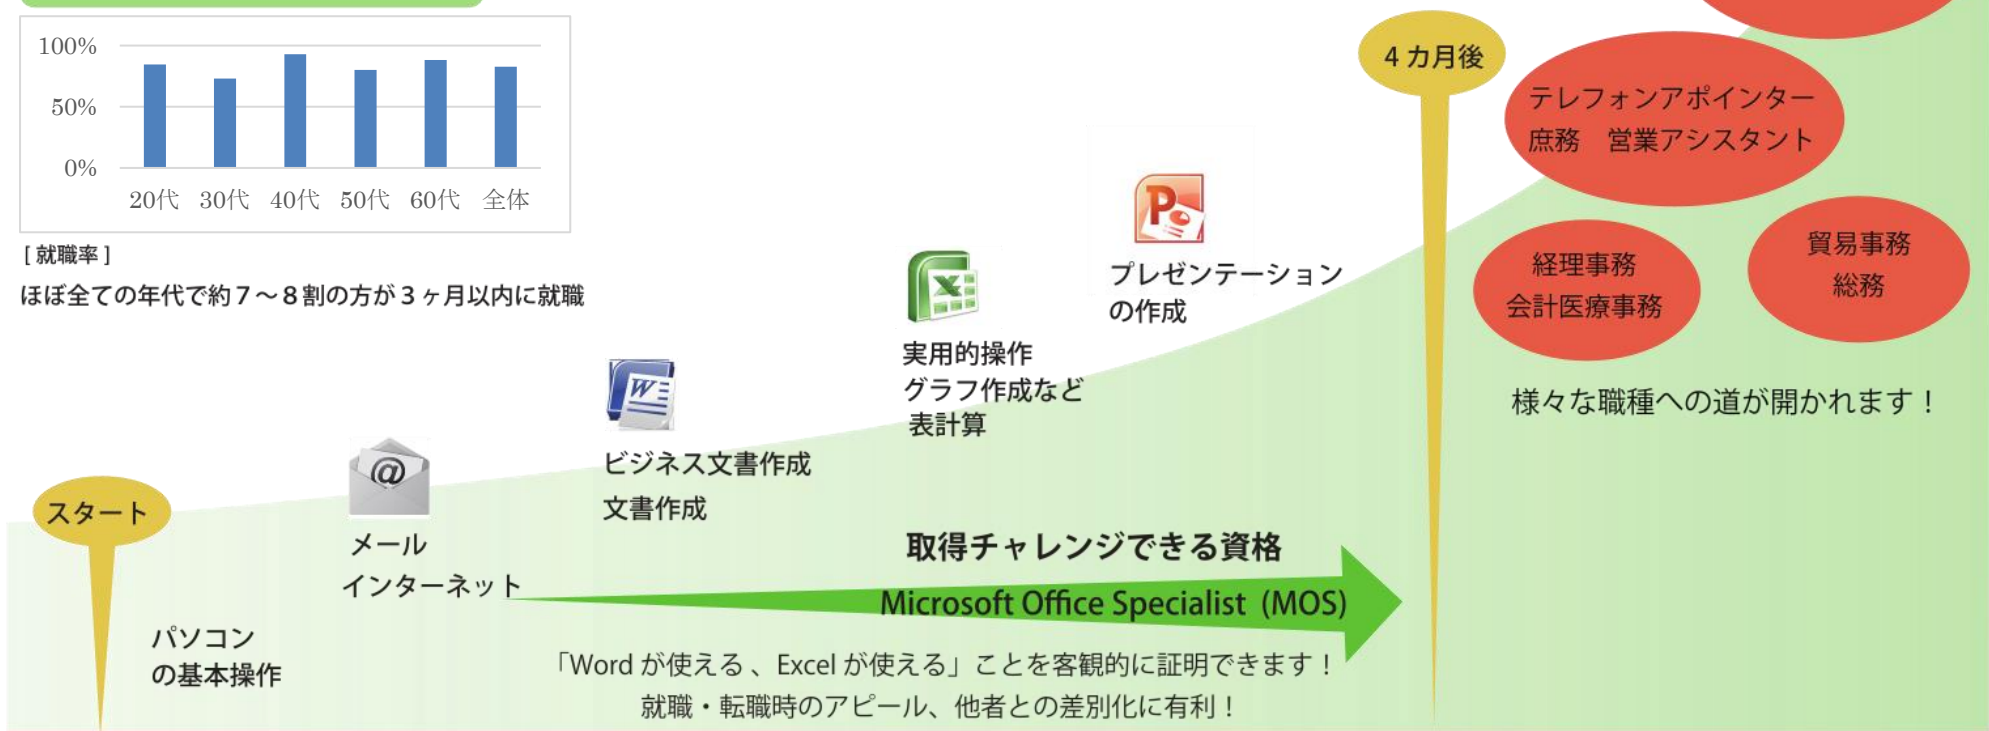 100%
50%
0%
20代 30代 40代 50代 60代 全体
[ 就職率 ]
ほぼ全ての年代で約７～８割の方が３ヶ月以内に就職
スタート
パソコン
の基本操作
@
メール
インターネット
W
ビジネス文書作成
文書作成
X
実用的操作
グラフ作成など
表計算
P
プレゼンテーション
の作成
取得チャレンジできる資格
Microsoft Office Specialist (MOS)
「Word が使える 、Excel が使える」ことを客観的に証明できます！
就職・転職時のアピール、他者との差別化に有利！
4 カ月後
テレフォンアポインター
庶務　営業アシスタント
経理事務
会計医療事務
貿易事務
総務
様々な職種への道が開かれます！